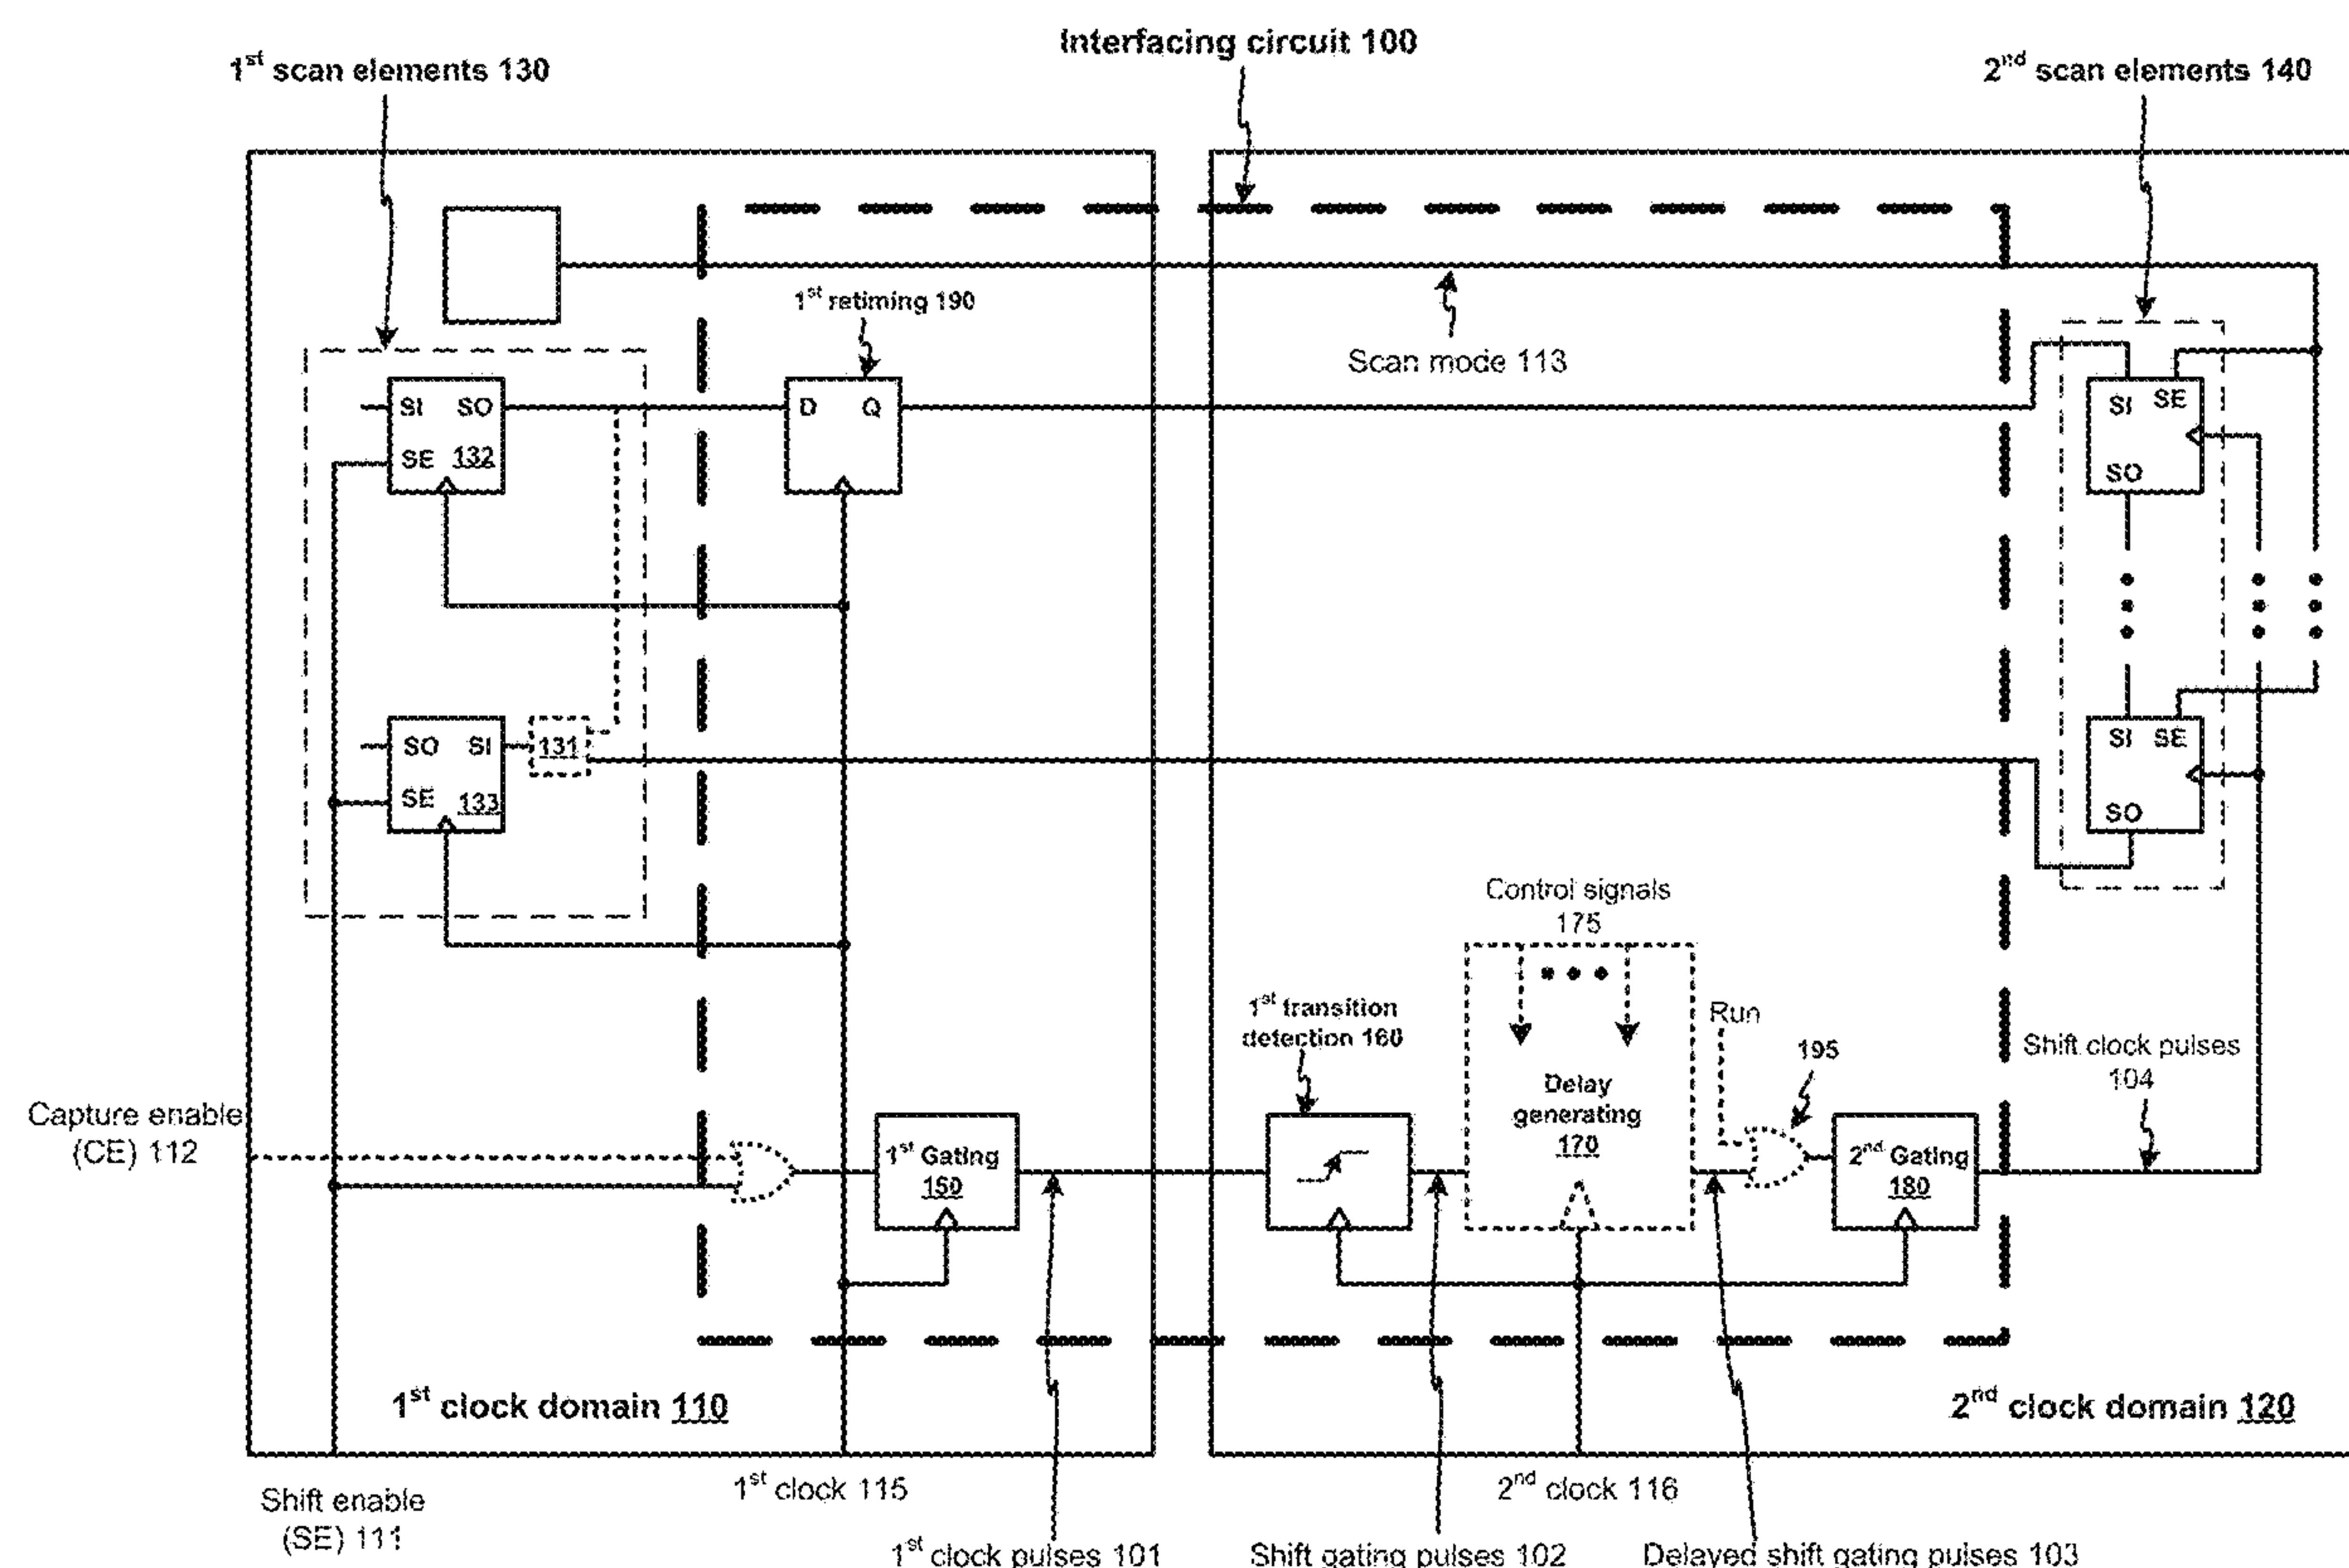 Interfacing circuit 100
1st scan elements 130
2nd scan elements 140
1st retiming 190
Scan mode 113
SI SO
SE 132
D Q
SI SE
SO
SO SI
131
SE 133
SI SE
SO
Control signals
175
1st transition
detection 160
Run
195
Shift clock pulses
104
Delay
generating
170
Capture enable
(CE) 112
1st Gating
150
2nd Gating
180
1st clock domain 110
2nd clock domain 120
Shift enable
(SE) 111
1st clock 115
2nd clock 116
1st clock pulses 101
Shift gating pulses 102
Delayed shift gating pulses 103